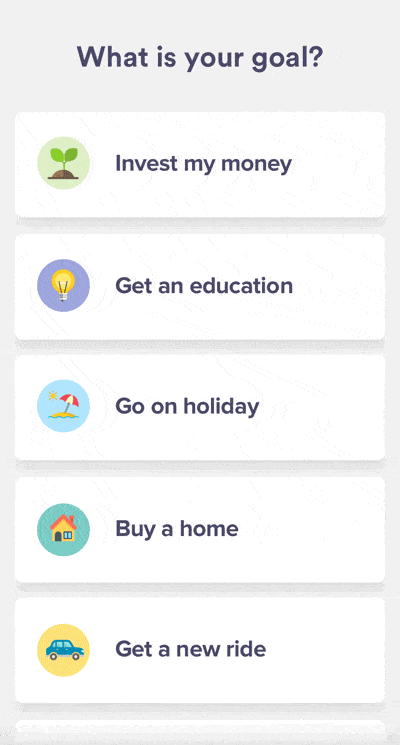 What is your goal?
Invest my money
Get an education
Go on holiday
Buy a home
Get a new ride